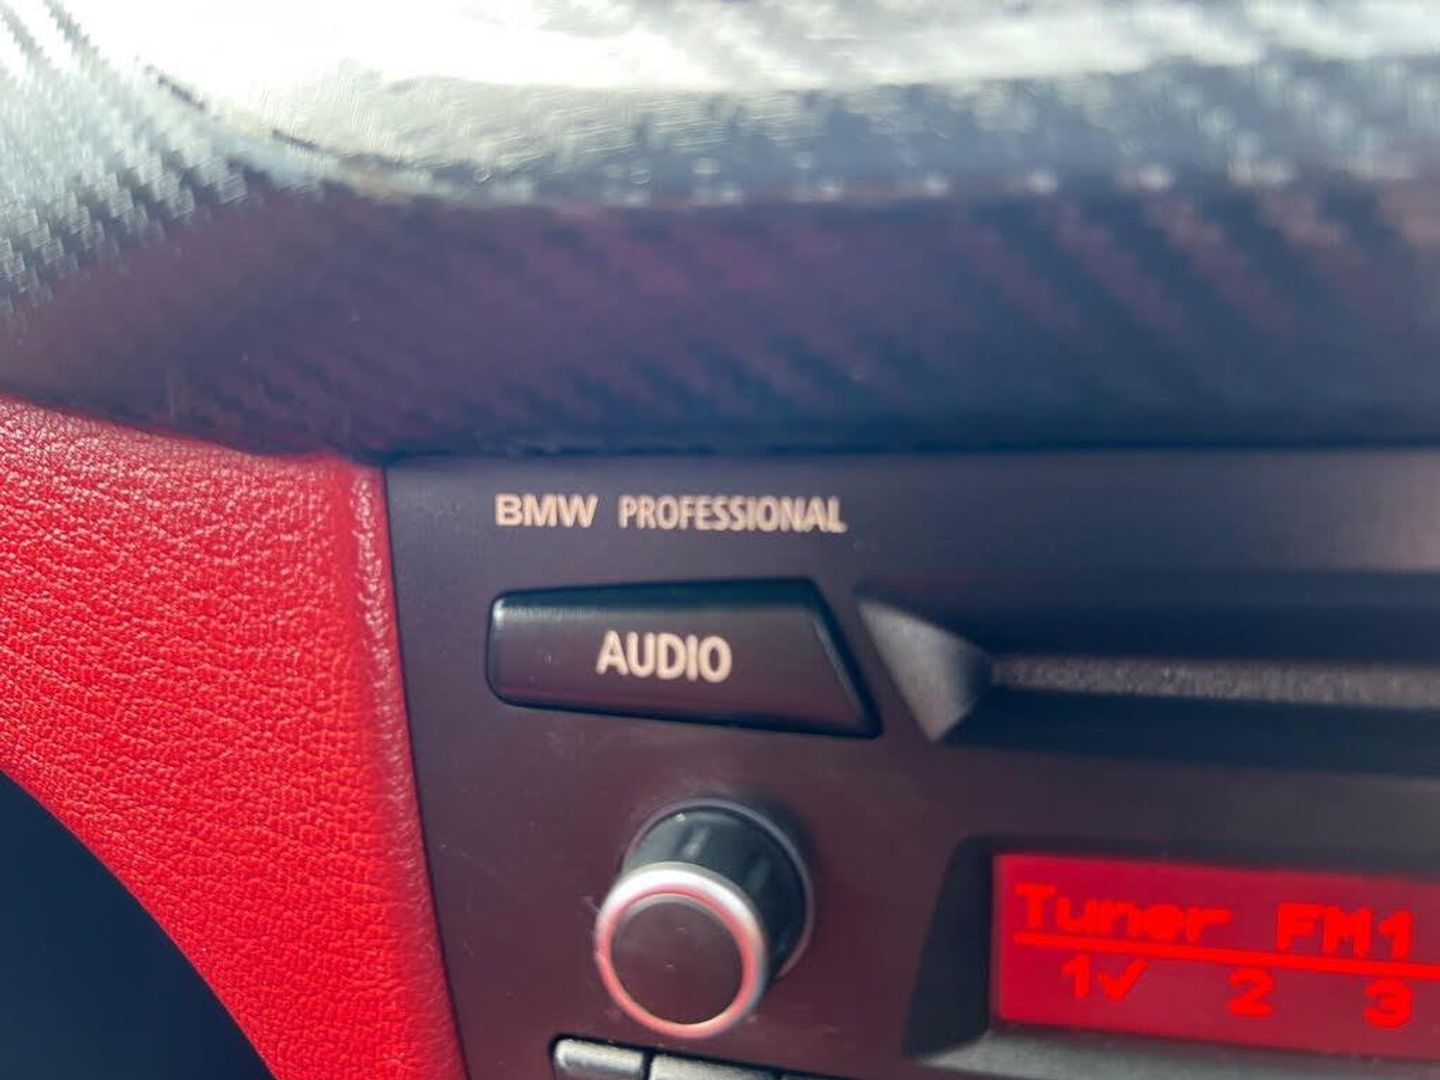 BMW PROFESSIONAL
AUDIO
Tuner FM1
1✓ 2 3